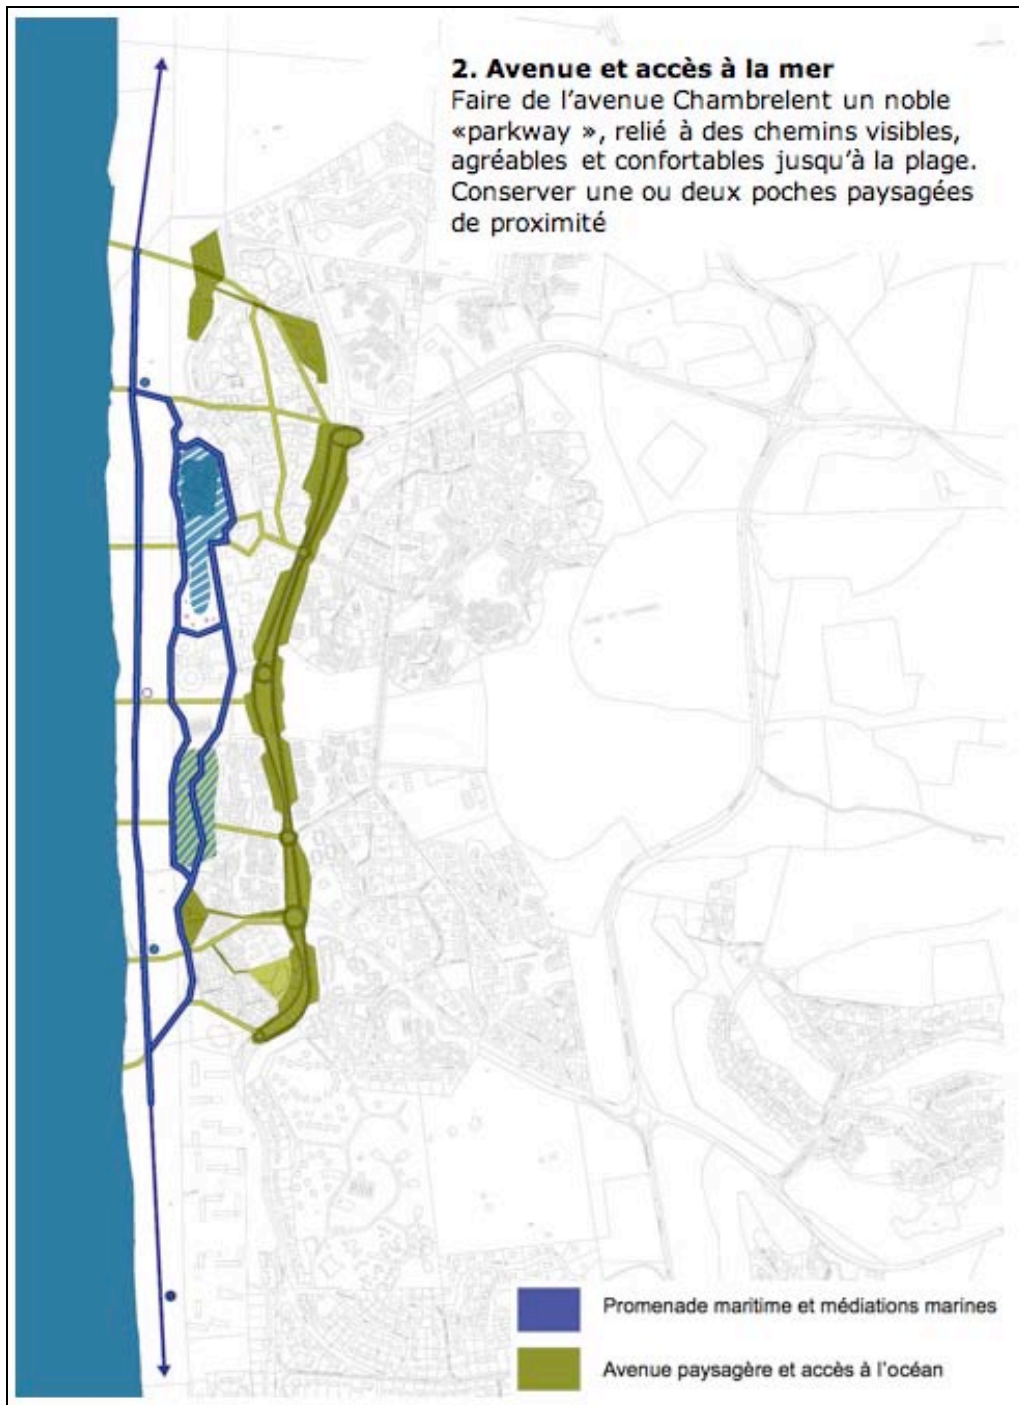 2. Avenue et accès à la mer
Faire de l’avenue Chambrelent un noble
«parkway », relié à des chemins visibles,
agréables et confortables jusqu’à la plage.
Conserver une ou deux poches paysagées
de proximité
Promenade maritime et médiations marines
Avenue paysagère et accès à l’océan